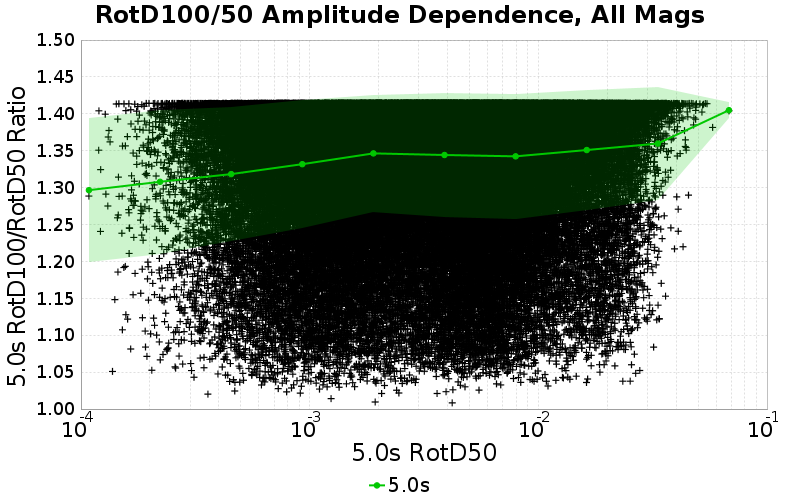 RotD100/50 Amplitude Dependence, All Mags
5.0s RotD100/RotD50 Ratio
1.50
1.45
1.40
1.35
1.30
1.25
1.20
1.15
1.10
1.05
1.00
10-4 10-3 10-2 10-1
5.0s RotD50
5.0s